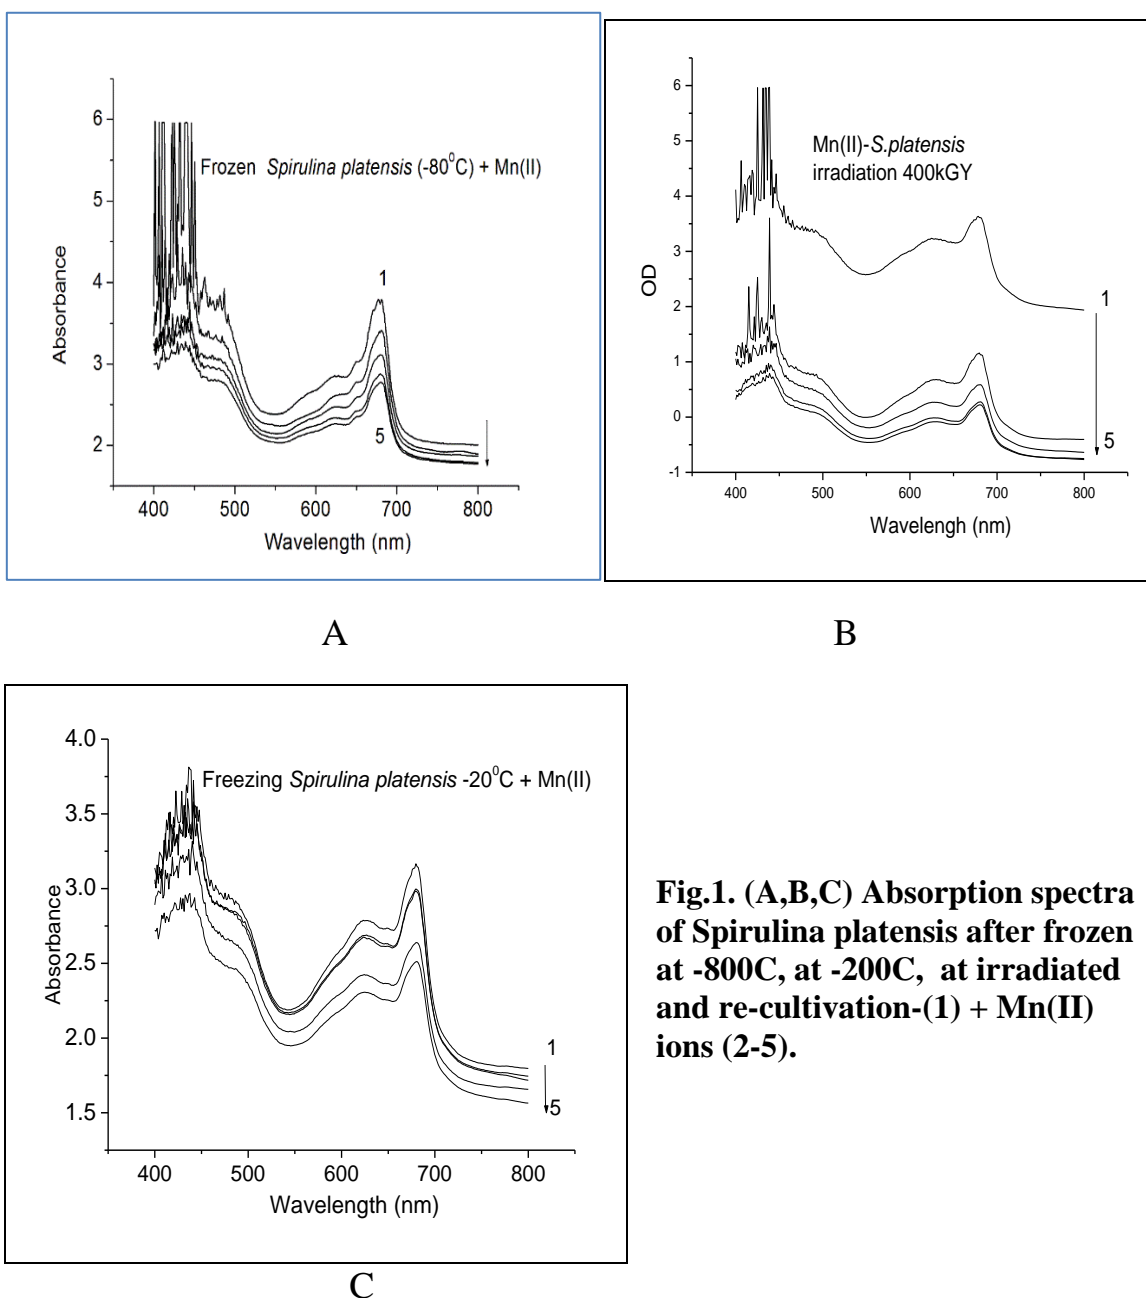 6
5
4
3
2
Absorbance
Frozen Spirulina platensis (-80⁰C) + Mn(II)
1
5
400 500 600 700 800
Wavelength (nm)
A
6
5
4
3
2
1
0
-1
OD
Mn(II)-S.platensis
irradiation 400kGY
1
5
400 500 600 700 800
Wavelength (nm)
B
4.0
3.5
3.0
2.5
2.0
1.5
Absorbance
Freezing Spirulina platensis -20⁰C + Mn(II)
1
5
400 500 600 700 800
Wavelength (nm)
C
Fig.1. (A,B,C) Absorption spectra
of Spirulina platensis after frozen
at -800C, at -200C, at irradiated
and re-cultivation-(1) + Mn(II)
ions (2-5).